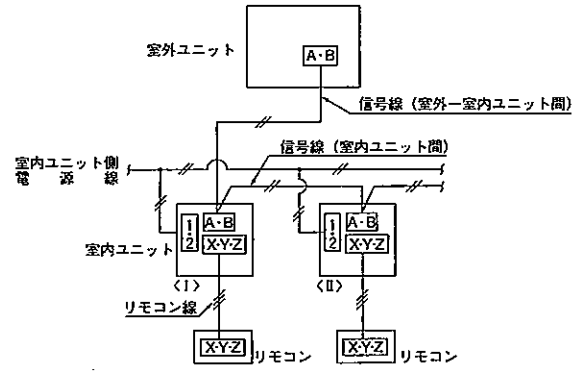 室外ユニット
A・B
信号線（室外ー室内ユニット間）
信号線（室内ユニット間）
室内ユニット側
電源線
1・2
A・B
X・Y・Z
1・2
A・B
X・Y・Z
室内ユニット
〈Ⅰ〉
〈Ⅱ〉
リモコン線
X・Y・Z
リモコン
X・Y・Z
リモコン